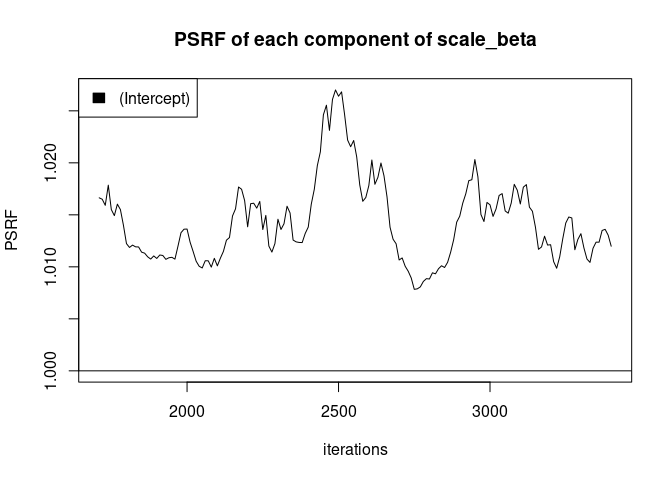 PSRF of each component of scale_beta
(Intercept)
PSRF
1.020
1.010
1.000
2000 2500 3000
iterations